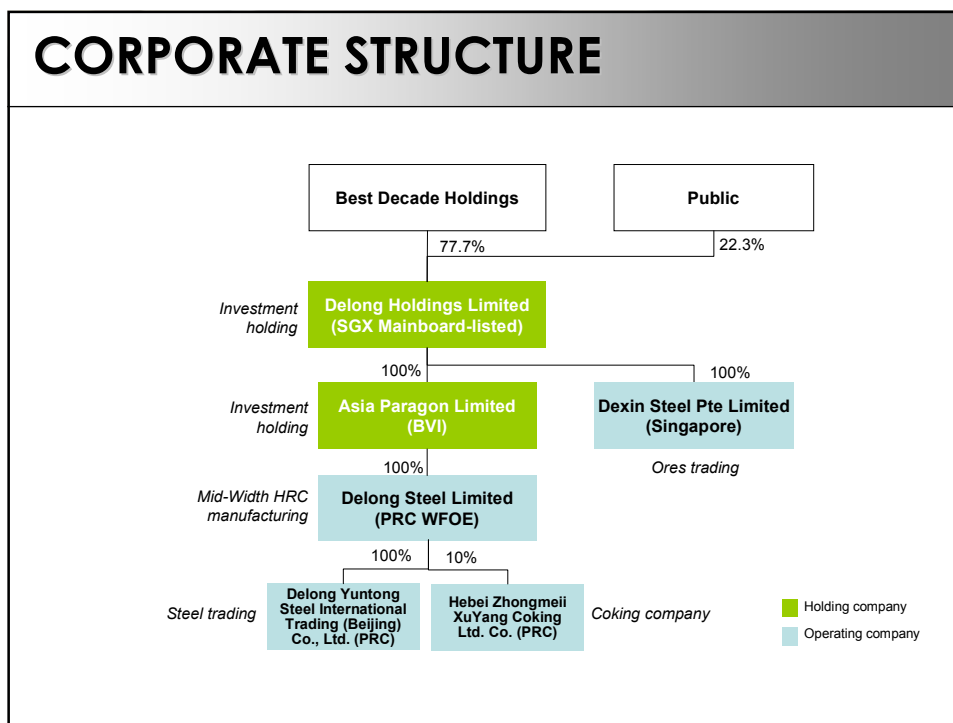 CORPORATE STRUCTURE
Best Decade Holdings
Public
77.7%
22.3%
Investment
holding
Delong Holdings Limited
(SGX Mainboard-listed)
100%
100%
Investment
holding
Asia Paragon Limited
(BVI)
Dexin Steel Pte Limited
(Singapore)
Ores trading
100%
Mid-Width HRC
manufacturing
Delong Steel Limited
(PRC WFOE)
100%
10%
Steel trading
Delong Yuntong
Steel International
Trading (Beijing)
Co., Ltd. (PRC)
Hebei Zhongmeii
XuYang Coking
Ltd. Co. (PRC)
Coking company
Holding company
Operating company